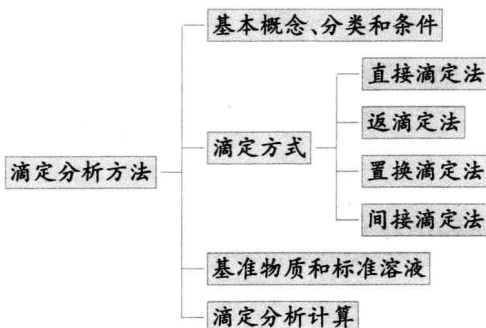 基本概念、分类和条件
直接滴定法
返滴定法
滴定方式
置换滴定法
滴定分析方法
间接滴定法
基准物质和标准溶液
滴定分析计算